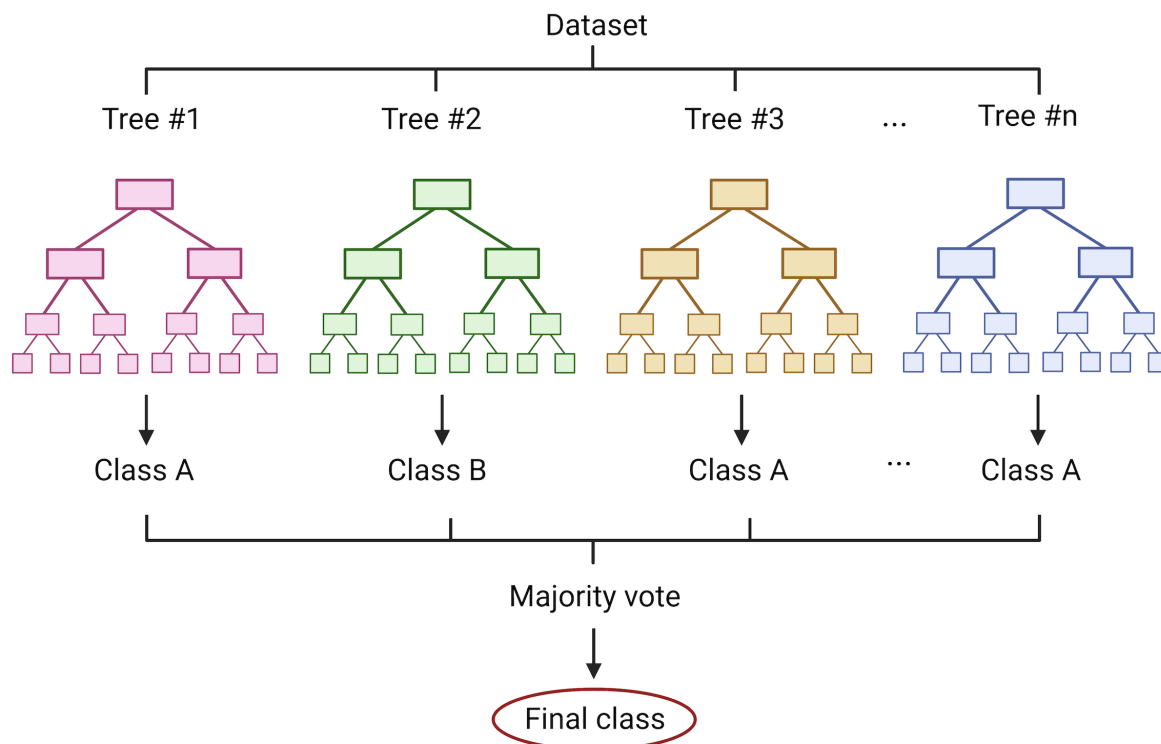 Dataset
Tree #1 Tree #2 Tree #3 ... Tree #n
Class A Class B Class A ... Class A
Majority vote
Final class